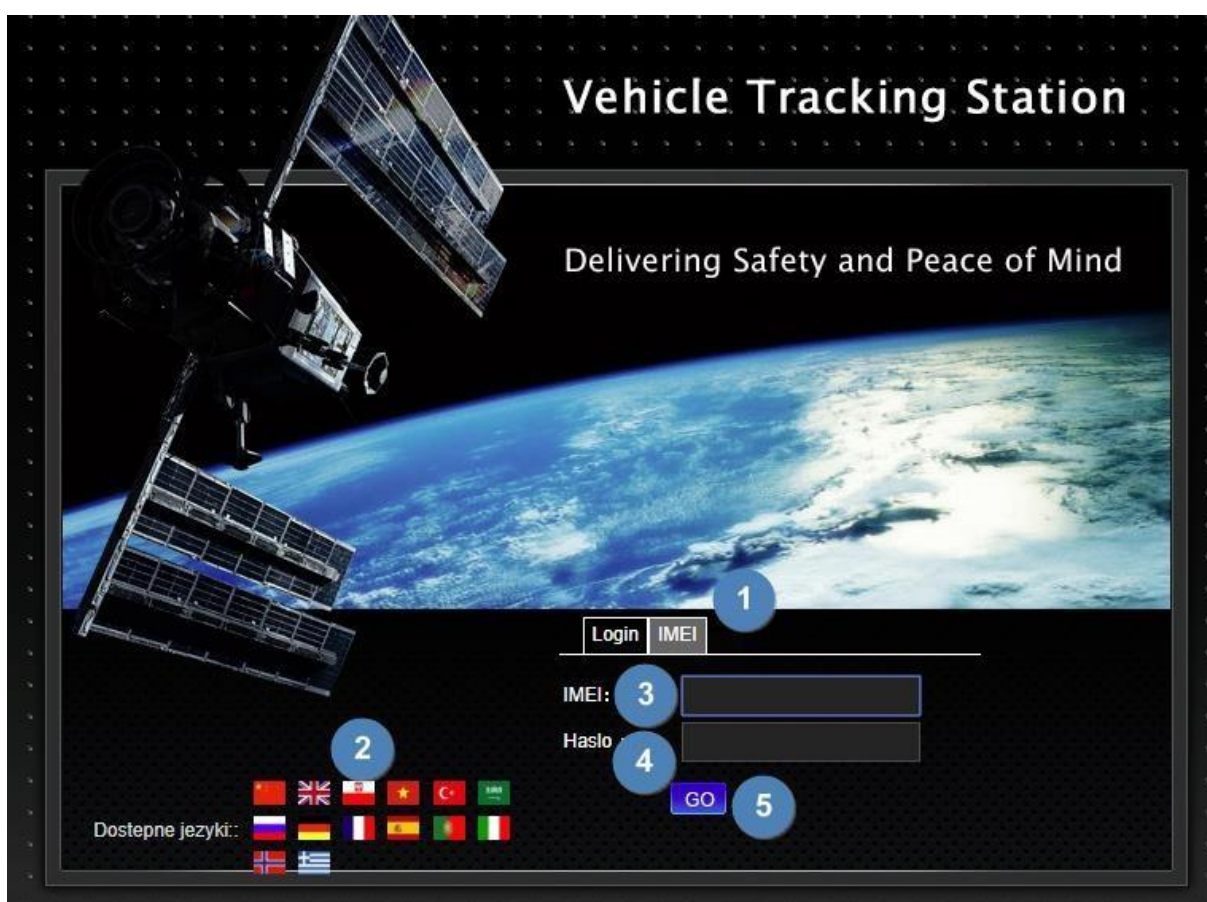 Vehicle Tracking Station
Delivering Safety and Peace of Mind
1
Login IMEI
IMEI: 3
Haslo :
4
2
GO 5
Dostepne jezyki::